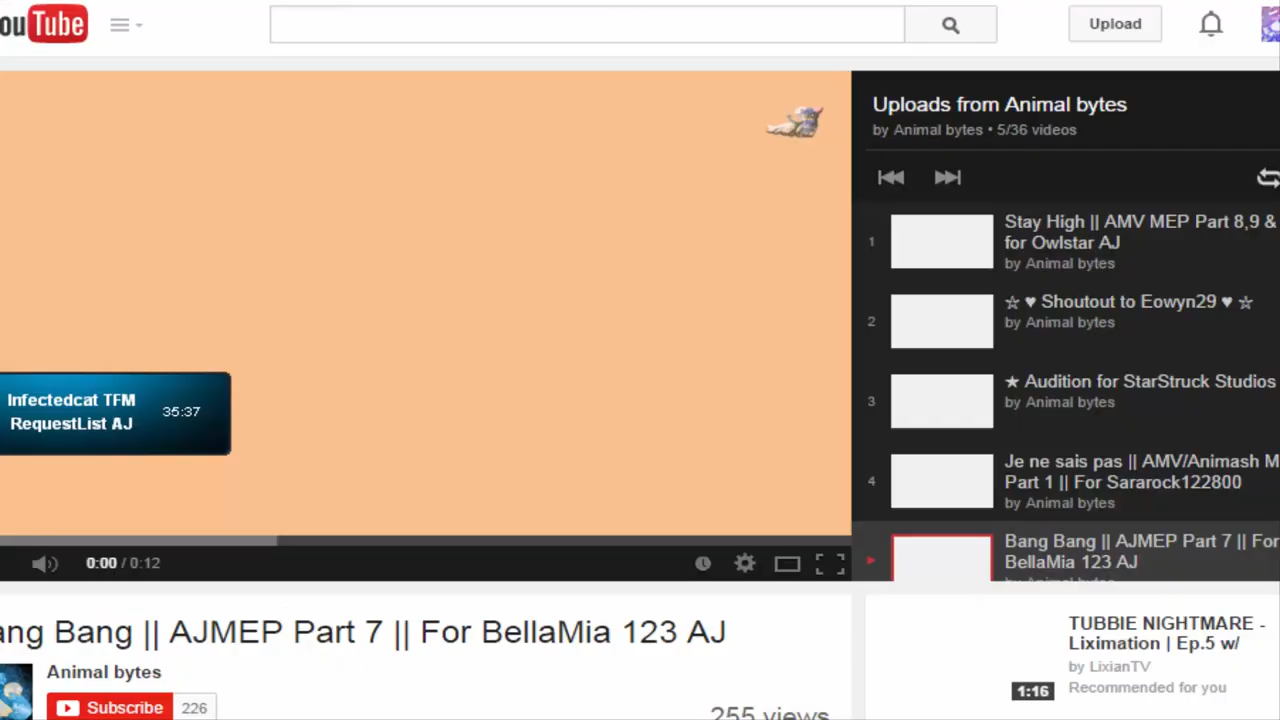 ouTube
Upload
Uploads from Animal bytes
by Animal bytes • 5/36 videos
1
Stay High || AMV MEP Part 8,9 &
for Owlstar AJ
by Animal bytes
2
☆ ♥ Shoutout to Eowyn29 ♥ ☆
by Animal bytes
3
★ Audition for StarStruck Studios
by Animal bytes
4
Je ne sais pas || AMV/Animash M
Part 1 || For Sararock122800
by Animal bytes
Bang Bang || AJMEP Part 7 || For
BellaMia 123 AJ
by Animal bytes
Infectedcat TFM
RequestList AJ
35:37
0:00 / 0:12
ang Bang || AJMEP Part 7 || For BellaMia 123 AJ
Animal bytes
Subscribe 226
255 views
TUBBIE NIGHTMARE -
Liximation | Ep.5 w/
by LixianTV
Recommended for you
1:16